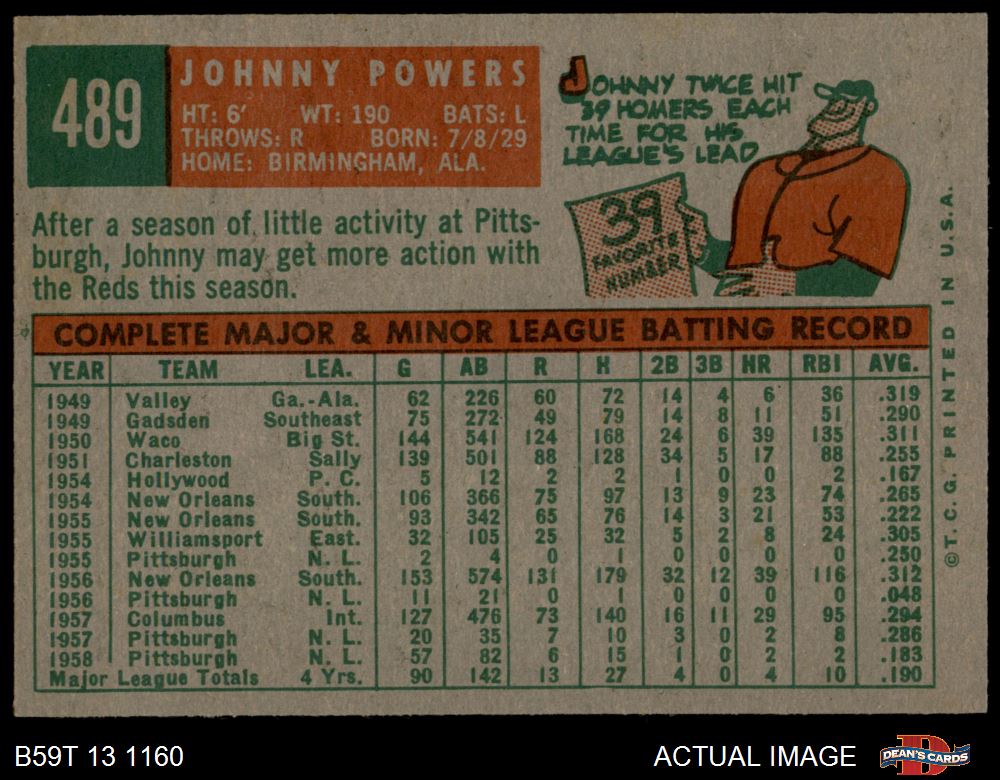 489
JOHNNY POWERS
HT: 6' WT: 190 BATS: L
THROWS: R BORN: 7/8/29
HOME: BIRMINGHAM, ALA.
JOHNNY TWICE HIT
39 HOMERS EACH
TIME FOR HIS
LEAGUE'S LEAD
39
FAVORITE
NUMBER
After a season of little activity at Pitts-
burgh, Johnny may get more action with
the Reds this season.
COMPLETE MAJOR & MINOR LEAGUE BATTING RECORD
YEAR TEAM LEA. G AB R H 2B 3B HR RBI AVG.
1949 Valley Ga.-Ala. 62 226 60 72 14 4 6 36 .319
1949 Gadsden Southeast 75 272 49 79 14 8 11 51 .290
1950 Waco Big St. 144 541 124 168 24 6 39 135 .311
1951 Charleston Sally 139 501 88 128 34 5 17 88 .255
1954 Hollywood P. C. 5 12 2 2 1 0 0 2 .167
1954 New Orleans South. 106 366 75 97 13 9 23 74 .265
1955 New Orleans South. 93 342 65 76 14 3 21 53 .222
1955 Williamsport East. 32 105 25 32 5 2 8 24 .305
1955 Pittsburgh N. L. 2 4 0 1 0 0 0 0 .250
1956 New Orleans South. 153 574 131 179 32 12 39 116 .312
1956 Pittsburgh N. L. 11 21 0 1 0 0 0 0 .048
1957 Columbus Int. 127 476 73 140 16 11 29 95 .294
1957 Pittsburgh N. L. 20 35 7 10 3 0 2 8 .286
1958 Pittsburgh N. L. 57 82 6 15 1 0 2 2 .183
Major League Totals 4 Yrs. 90 142 13 27 4 0 4 10 .190
©T.C.G. PRINTED IN U.S.A.
B59T 13 1160
ACTUAL IMAGE
DEAN'S CARDS